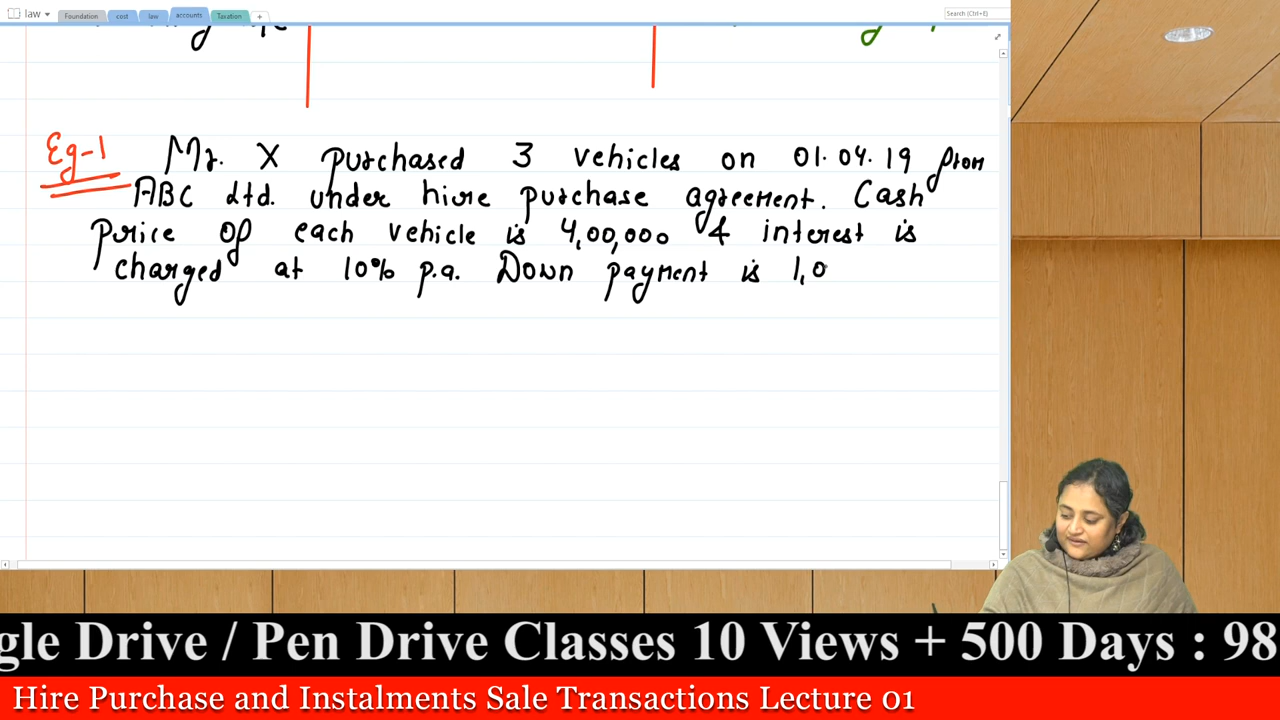 law
Foundation cost law accounts Taxation +
Search (Ctrl+E)
Eg-1 Mr. X purchased 3 vehicles on 01.04.19 from
ABC Ltd. under hire purchase agreement. Cash
Price of each vehicle is 4,00,000 & interest is
charged at 10% p.a. Down payment is 1,0
gle Drive / Pen Drive Classes 10 Views + 500 Days : 98
Hire Purchase and Instalments Sale Transactions Lecture 01